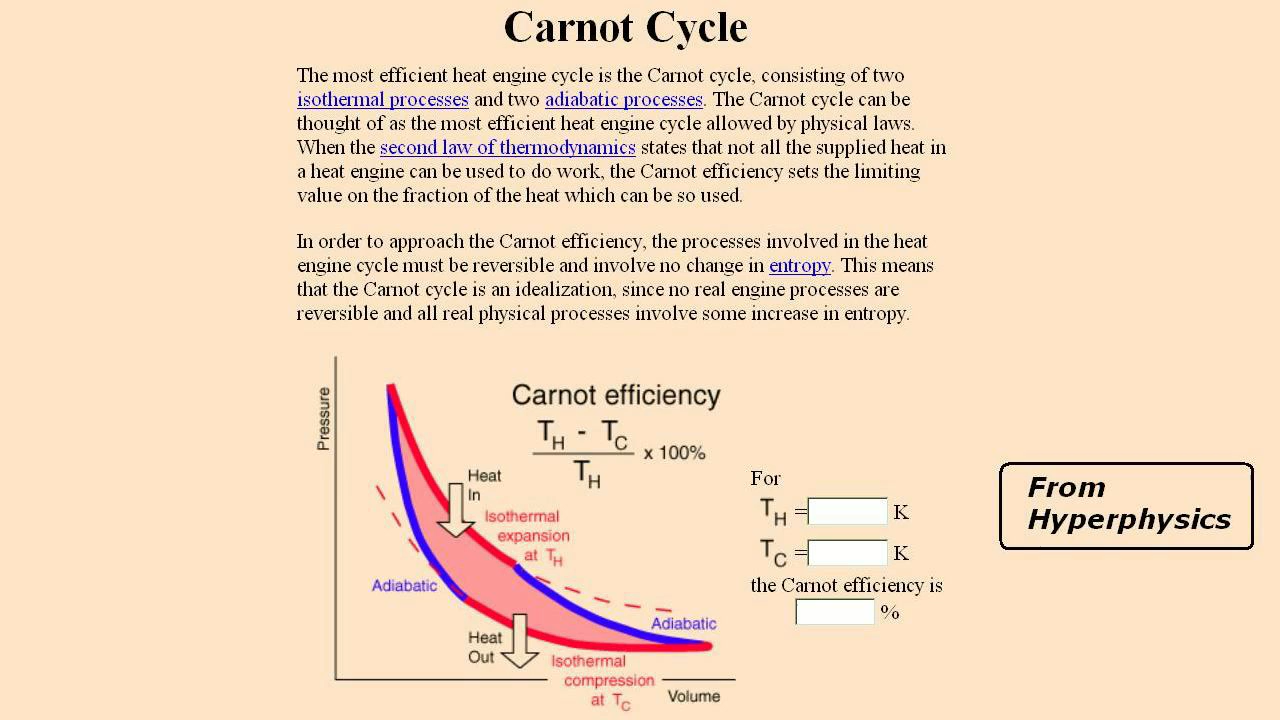 Carnot Cycle
The most efficient heat engine cycle is the Carnot cycle, consisting of two
isothermal processes and two adiabatic processes. The Carnot cycle can be
thought of as the most efficient heat engine cycle allowed by physical laws.
When the second law of thermodynamics states that not all the supplied heat in
a heat engine can be used to do work, the Carnot efficiency sets the limiting
value on the fraction of the heat which can be so used.
In order to approach the Carnot efficiency, the processes involved in the heat
engine cycle must be reversible and involve no change in entropy. This means
that the Carnot cycle is an idealization, since no real engine processes are
reversible and all real physical processes involve some increase in entropy.
Pressure
Carnot efficiency
TH - TC
TH
x 100%
Heat
In
Isothermal
expansion
at TH
Adiabatic
Heat
Out
Isothermal
compression
at TC
Adiabatic
Volume
For
TH = K
TC = K
the Carnot efficiency is
%
From
Hyperphysics